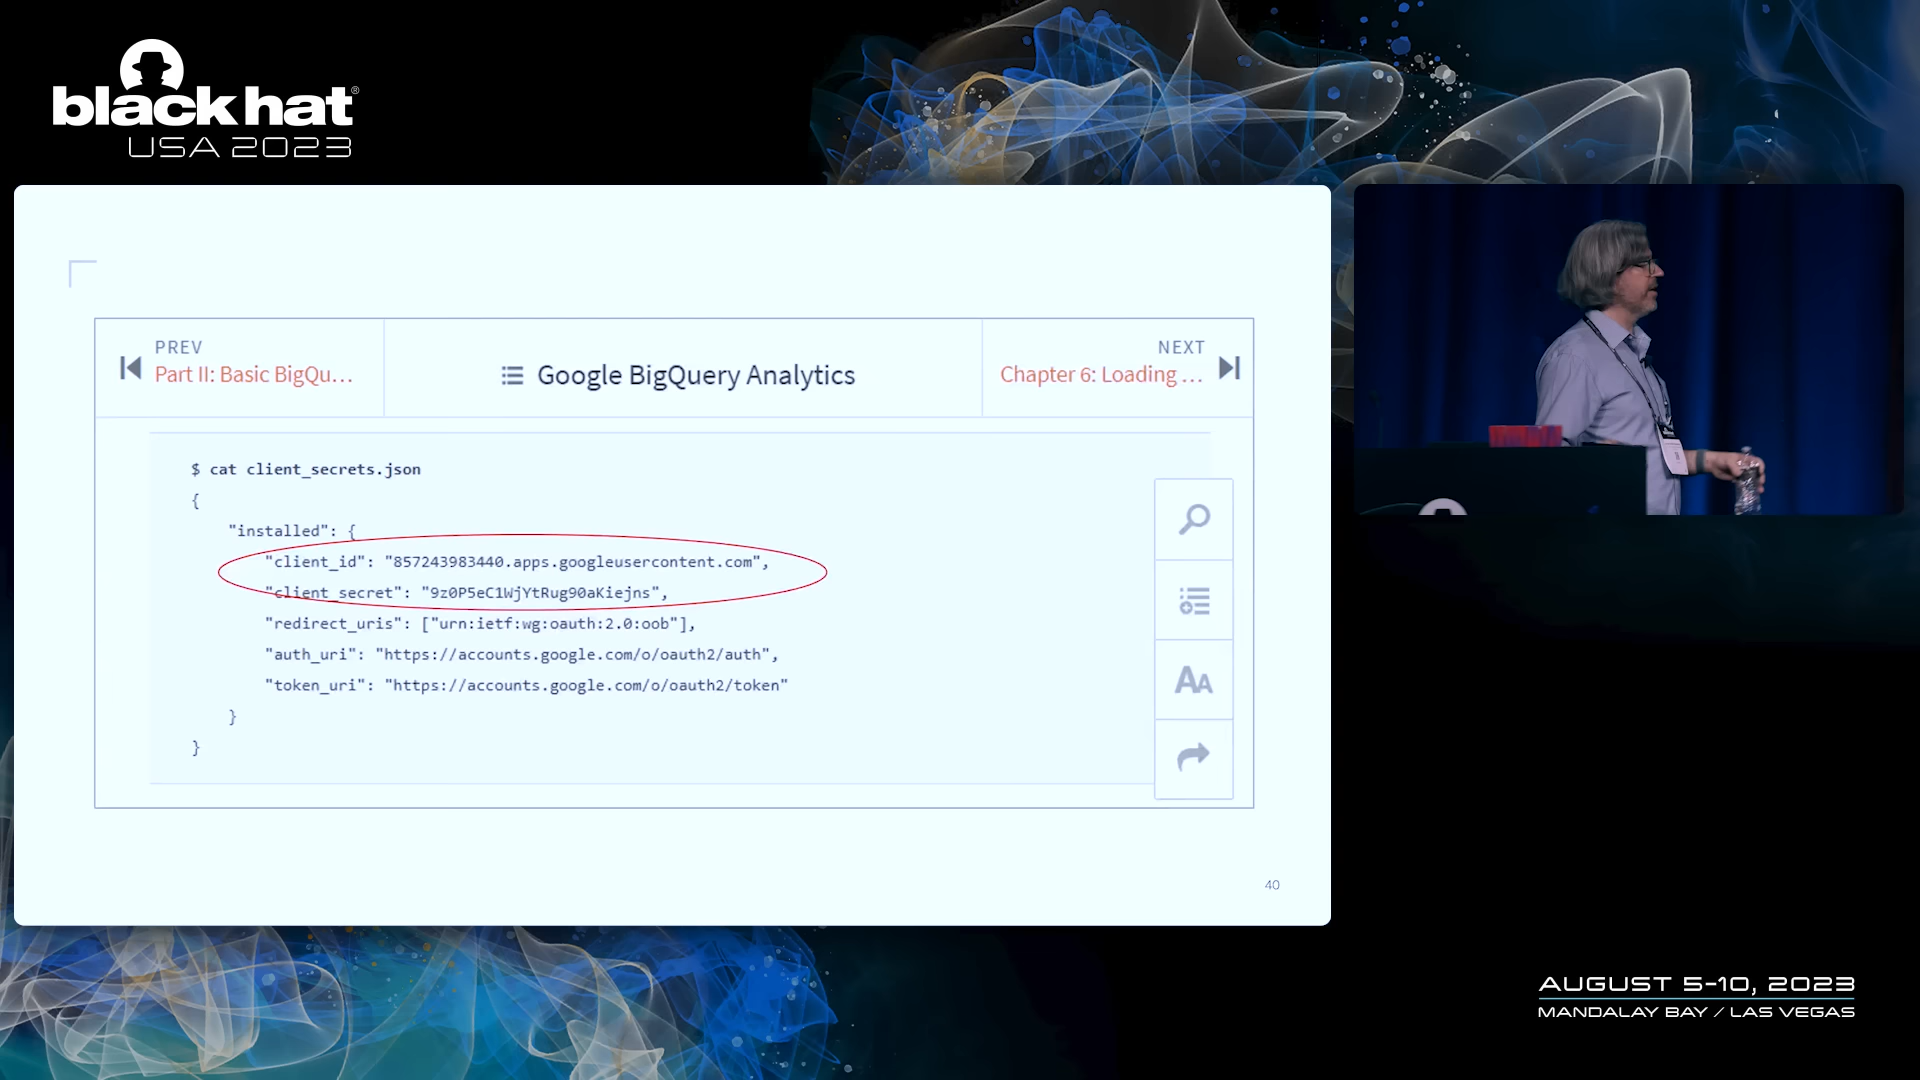 blackhat®
USA 2023
PREV
Part II: Basic BigQu...
Google BigQuery Analytics
NEXT
Chapter 6: Loading ...
$ cat client_secrets.json
{
"installed": {
"client_id": "857243983440.apps.googleusercontent.com",
"client_secret": "9z0P5eC1WjYtRug90aKiejns",
"redirect_uris": ["urn:ietf:wg:oauth:2.0:oob"],
"auth_uri": "https://accounts.google.com/o/oauth2/auth",
"token_uri": "https://accounts.google.com/o/oauth2/token"
}
}
AA
40
AUGUST 5-10, 2023
MANDALAY BAY / LAS VEGAS